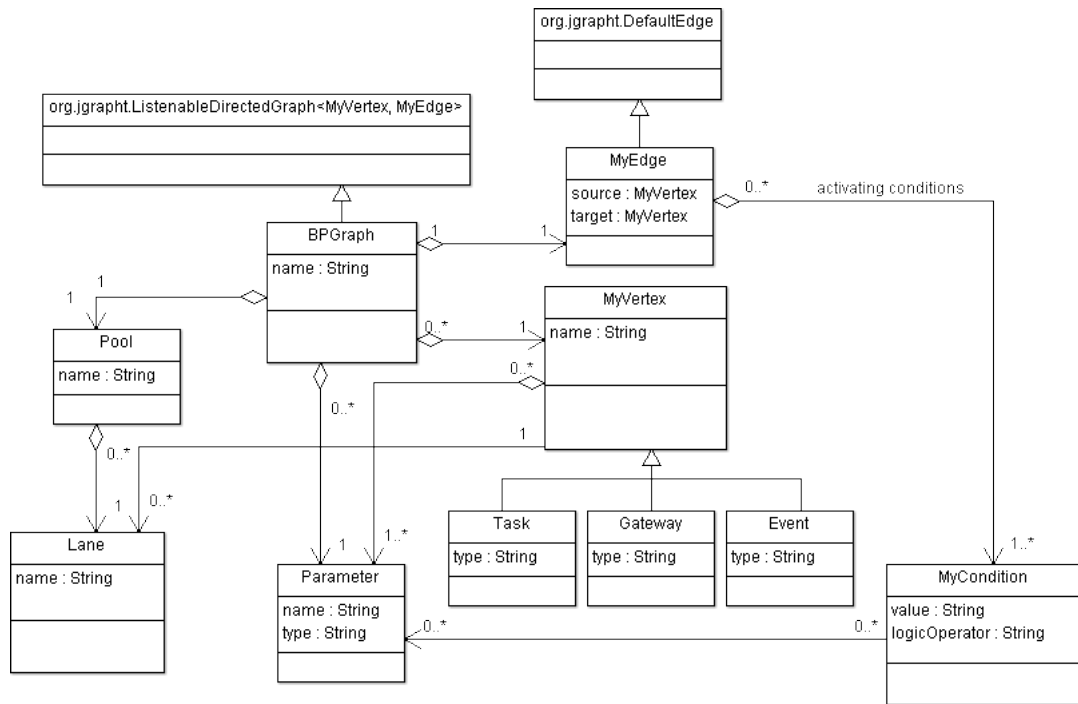 org.jgrapht.DefaultEdge
org.jgrapht.ListenableDirectedGraph<MyVertex, MyEdge>
MyEdge
source : MyVertex
target : MyVertex
0..*
activating conditions
BPGraph
name : String
1
1
1
1
MyVertex
name : String
0..*
1
Pool
name : String
0..*
0..*
1
0..*
1
0..*
Task
type : String
Gateway
type : String
Event
type : String
Lane
name : String
1
1..*
1..*
Parameter
name : String
type : String
MyCondition
value : String
logicOperator : String
0..*
0..*